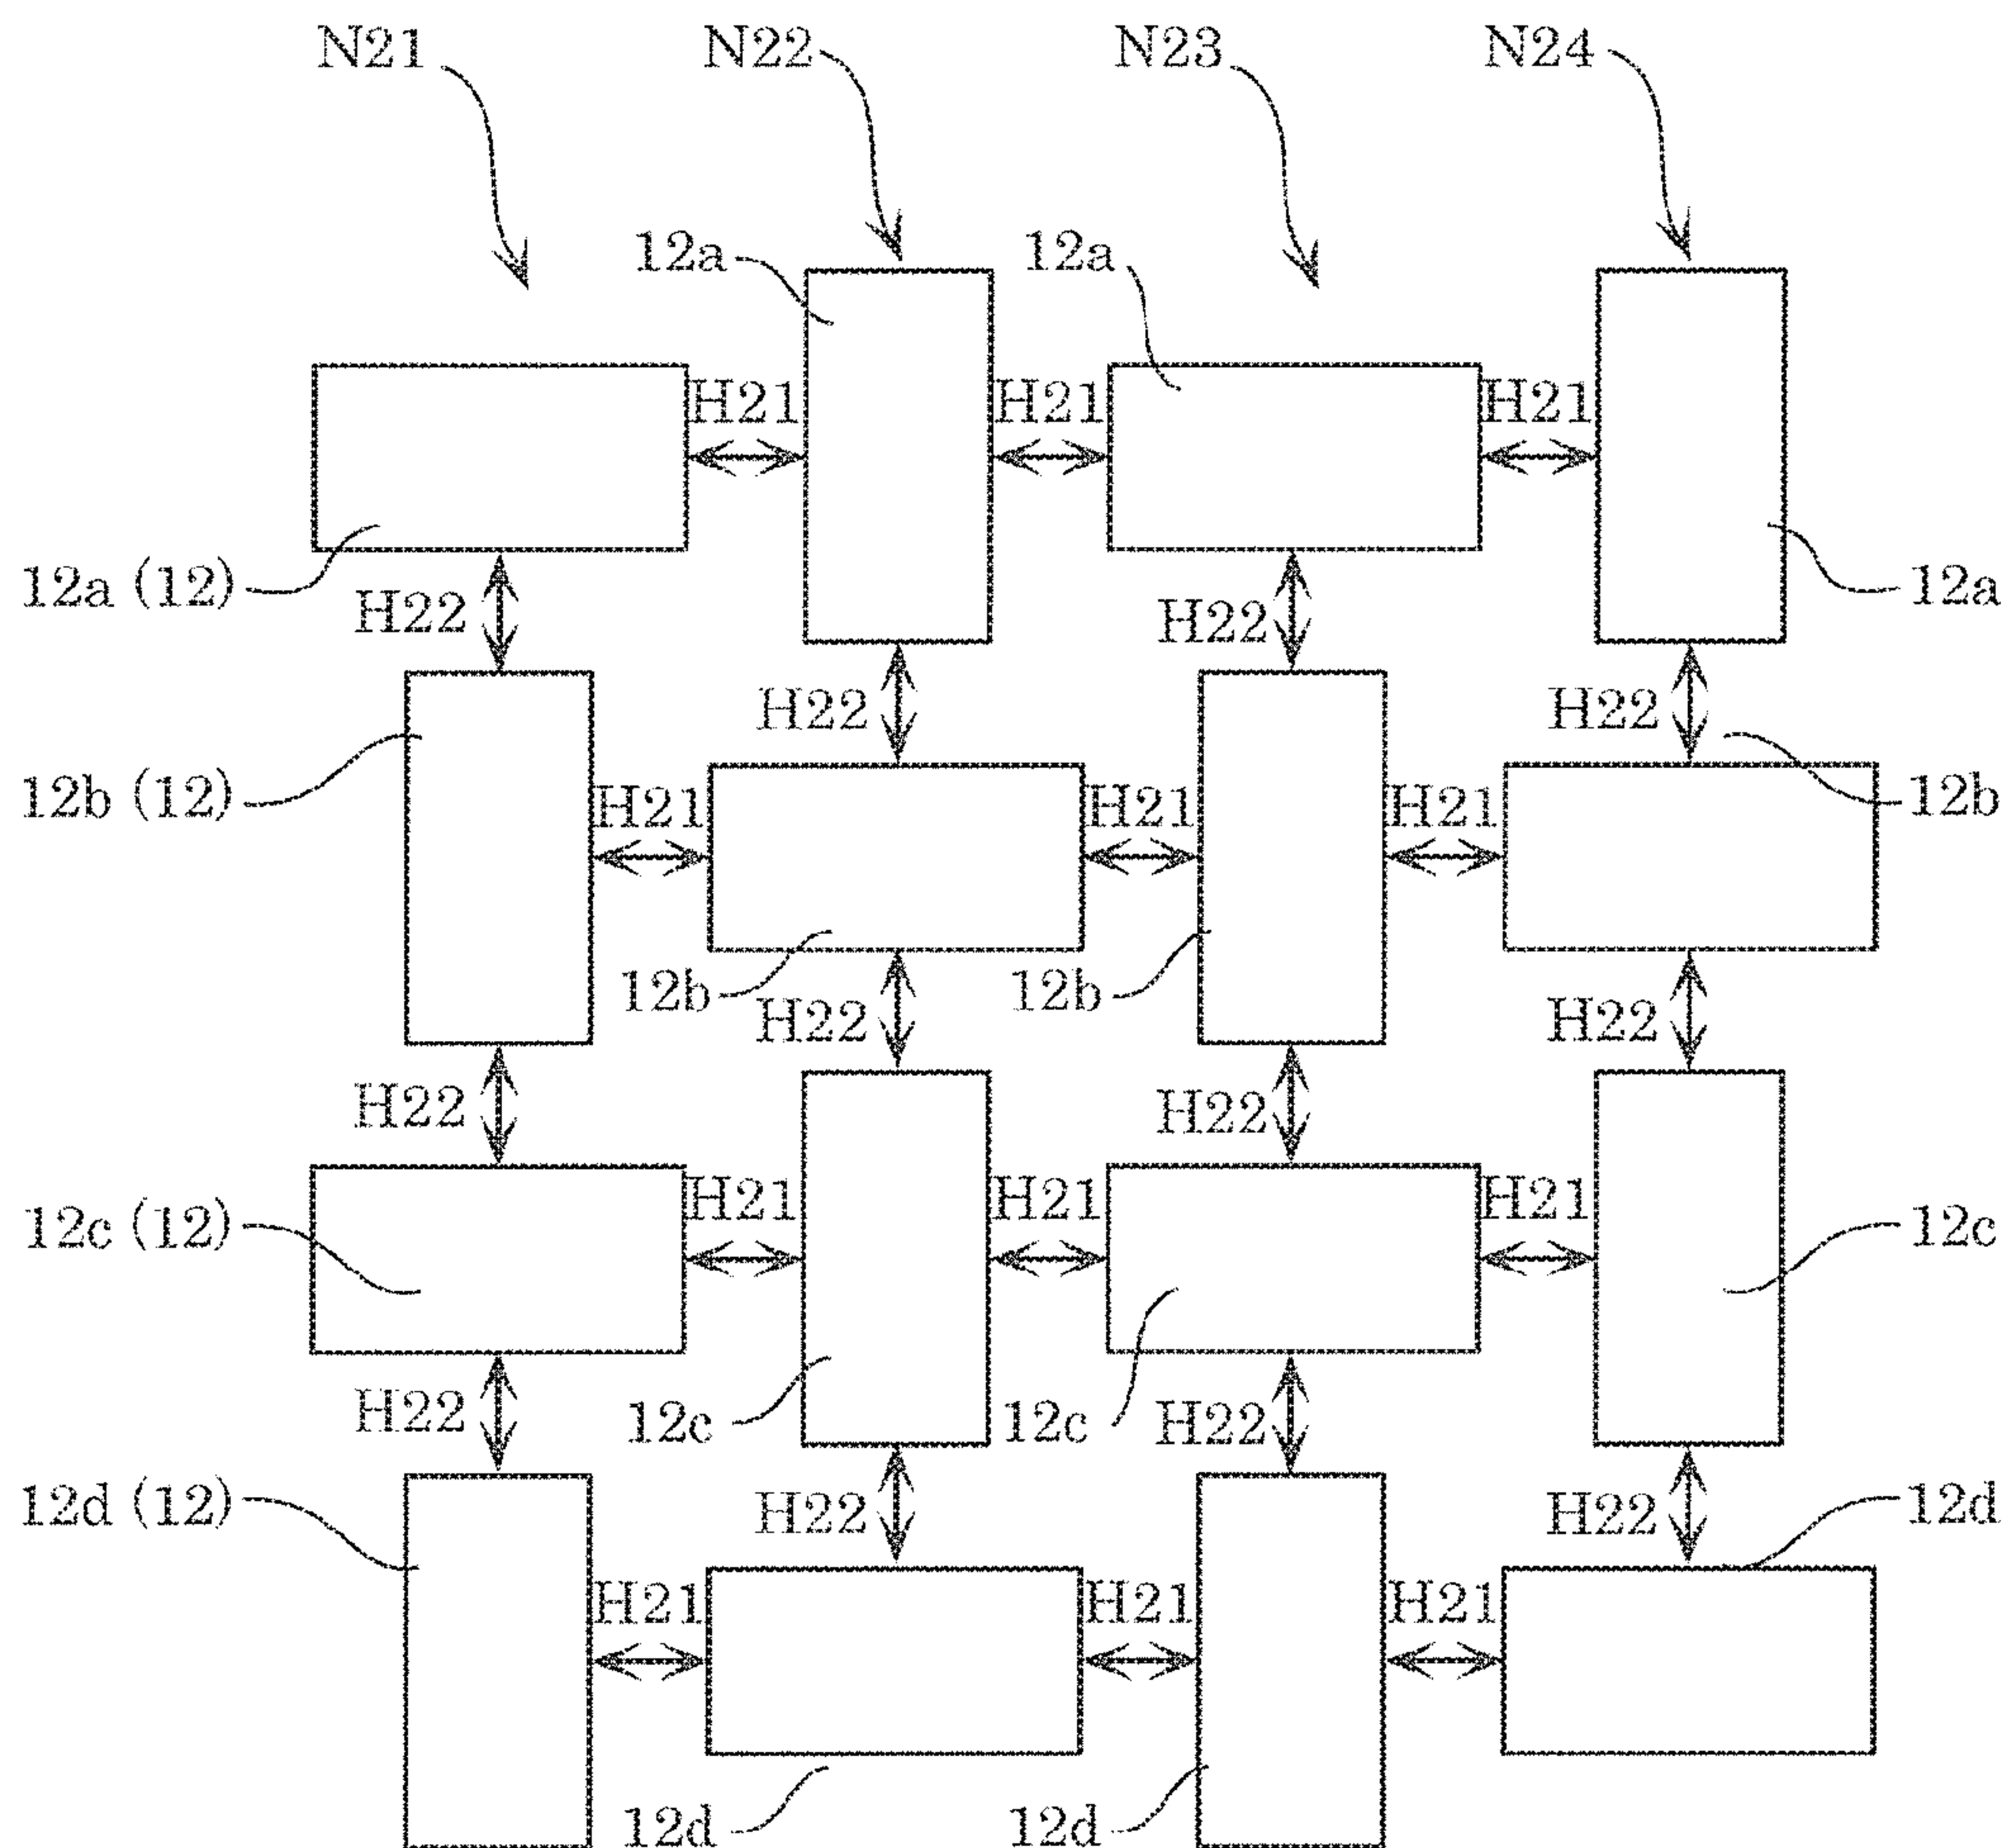 N21 N22 N23 N24
12a 12a
H21 H21 H21
12a (12) H22 H22 12a
H22 H22
12b (12) H21 H21 H21 12b
12b 12b
H22 H22
H22 H22
12c (12) H21 H21 H21 12c
H22 12c 12c H22
12d (12) H22 H22 12d
H21 H21 H21
12d 12d